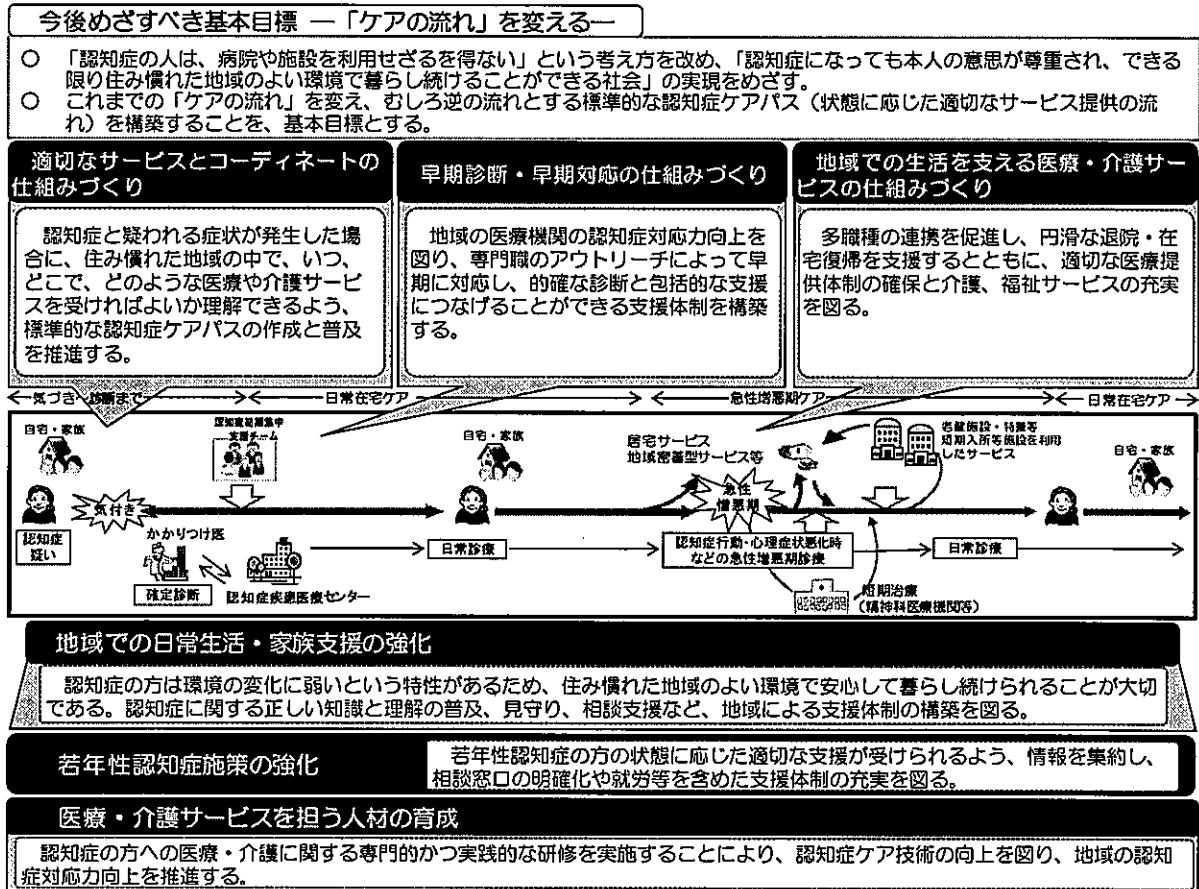 今後めざすべき基本目標 ―「ケアの流れ」を変える―
○ 「認知症の人は、病院や施設を利用せざるを得ない」という考え方を改め、「認知症になっても本人の意思が尊重され、できる
限り住み慣れた地域のよい環境で暮らし続けることができる社会」の実現をめざす。
○ これまでの「ケアの流れ」を変え、むしろ逆の流れとする標準的な認知症ケアパス（状態に応じた適切なサービス提供の流
れ）を構築することを、基本目標とする。
適切なサービスとコーディネートの
仕組みづくり
認知症と疑われる症状が発生した場
合に、住み慣れた地域の中で、いつ、
どこで、どのような医療や介護サービ
スを受ければよいか理解できるよう、
標準的な認知症ケアパスの作成と普及
を推進する。
早期診断・早期対応の仕組みづくり
地域の医療機関の認知症対応力向上を
図り、専門職のアウトリーチによって早
期に対応し、的確な診断と包括的な支援
につなげることができる支援体制を構築
する。
地域での生活を支える医療・介護サー
ビスの仕組みづくり
多職種の連携を促進し、円滑な退院・在
宅復帰を支援するとともに、適切な医療提
供体制の確保と介護、福祉サービスの充実
を図る。
気づき～診断まで
日常在宅ケア
急性増悪期ケア
日常在宅ケア
自宅・家族
認知症初期集中
支援チーム
自宅・家族
居宅サービス
地域密着型サービス等
老健施設・特養等
短期入所等施設を利用
したサービス
自宅・家族
気付き
急性
増悪期
認知症
疑い
かかりつけ医
確定診断
認知症疾患医療センター
日常診療
認知症行動・心理症状悪化時
などの急性増悪期診療
日常診療
短期治療
（精神科医療機関等）
地域での日常生活・家族支援の強化
認知症の方は環境の変化に弱いという特性があるため、住み慣れた地域のよい環境で安心して暮らし続けられることが大切
である。認知症に関する正しい知識と理解の普及、見守り、相談支援など、地域による支援体制の構築を図る。
若年性認知症施策の強化
若年性認知症の方の状態に応じた適切な支援が受けられるよう、情報を集約し、
相談窓口の明確化や就労等を含めた支援体制の充実を図る。
医療・介護サービスを担う人材の育成
認知症の方への医療・介護に関する専門的かつ実践的な研修を実施することにより、認知症ケア技術の向上を図り、地域の認知
症対応力向上を推進する。